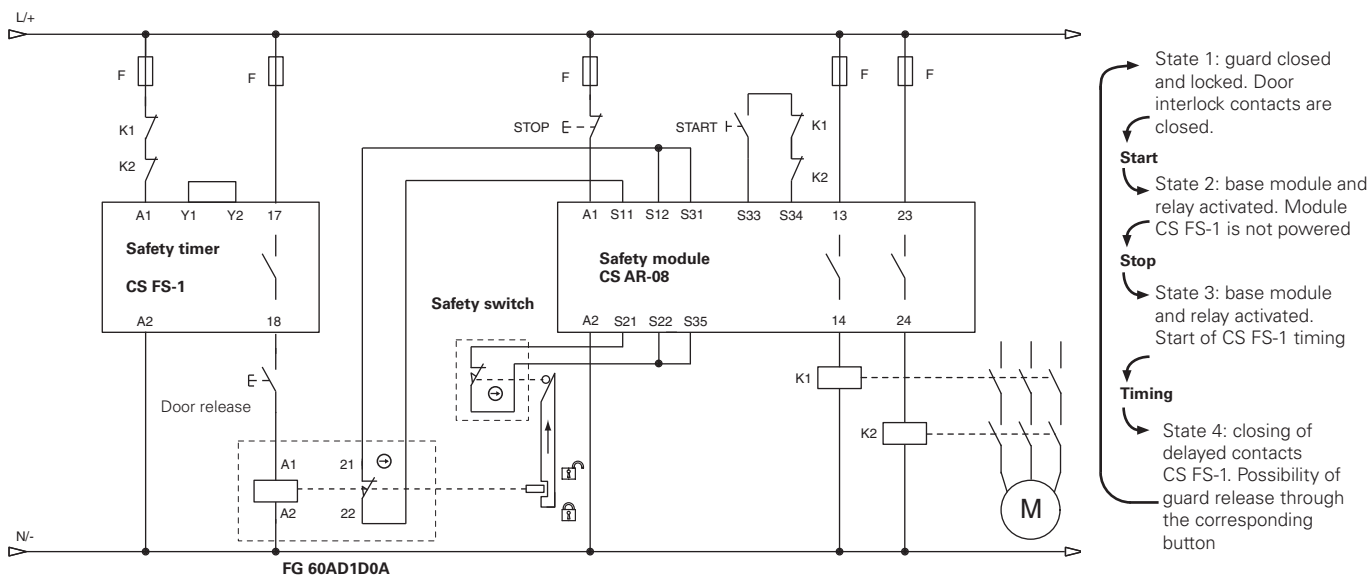 L/+
F
F
F
F
F
K1
K2
STOP
START
K1
K2
A1 Y1 Y2 17
A1 S11 S12 S31 S33 S34 13 23
Safety timer
CS FS-1
Safety module
CS AR-08
A2 18
A2 S21 S22 S35 14 24
Safety switch
Door release
K1
K2
A1 21
A2 22
M
N/-
FG 60AD1D0A
State 1: guard closed
and locked. Door
interlock contacts are
closed.
Start
State 2: base module and
relay activated. Module
CS FS-1 is not powered
Stop
State 3: base module
and relay activated.
Start of CS FS-1 timing
Timing
State 4: closing of
delayed contacts
CS FS-1. Possibility of
guard release through
the corresponding
button